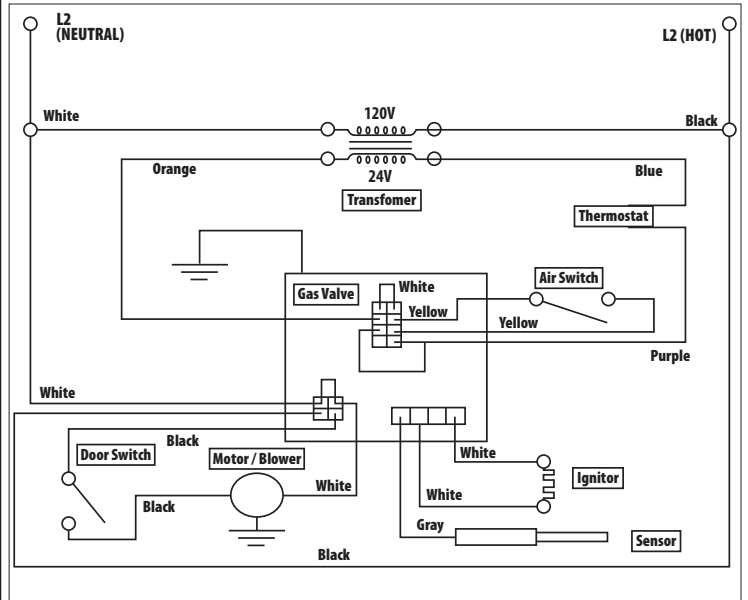 L2
(NEUTRAL)
L2 (HOT)
White
120V
Black
Orange
24V
Blue
Transfomer
Thermostat
Gas Valve
White
Air Switch
Yellow
Yellow
Purple
White
Black
Door Switch
Motor / Blower
White
Ignitor
White
White
Black
Gray
Sensor
Black